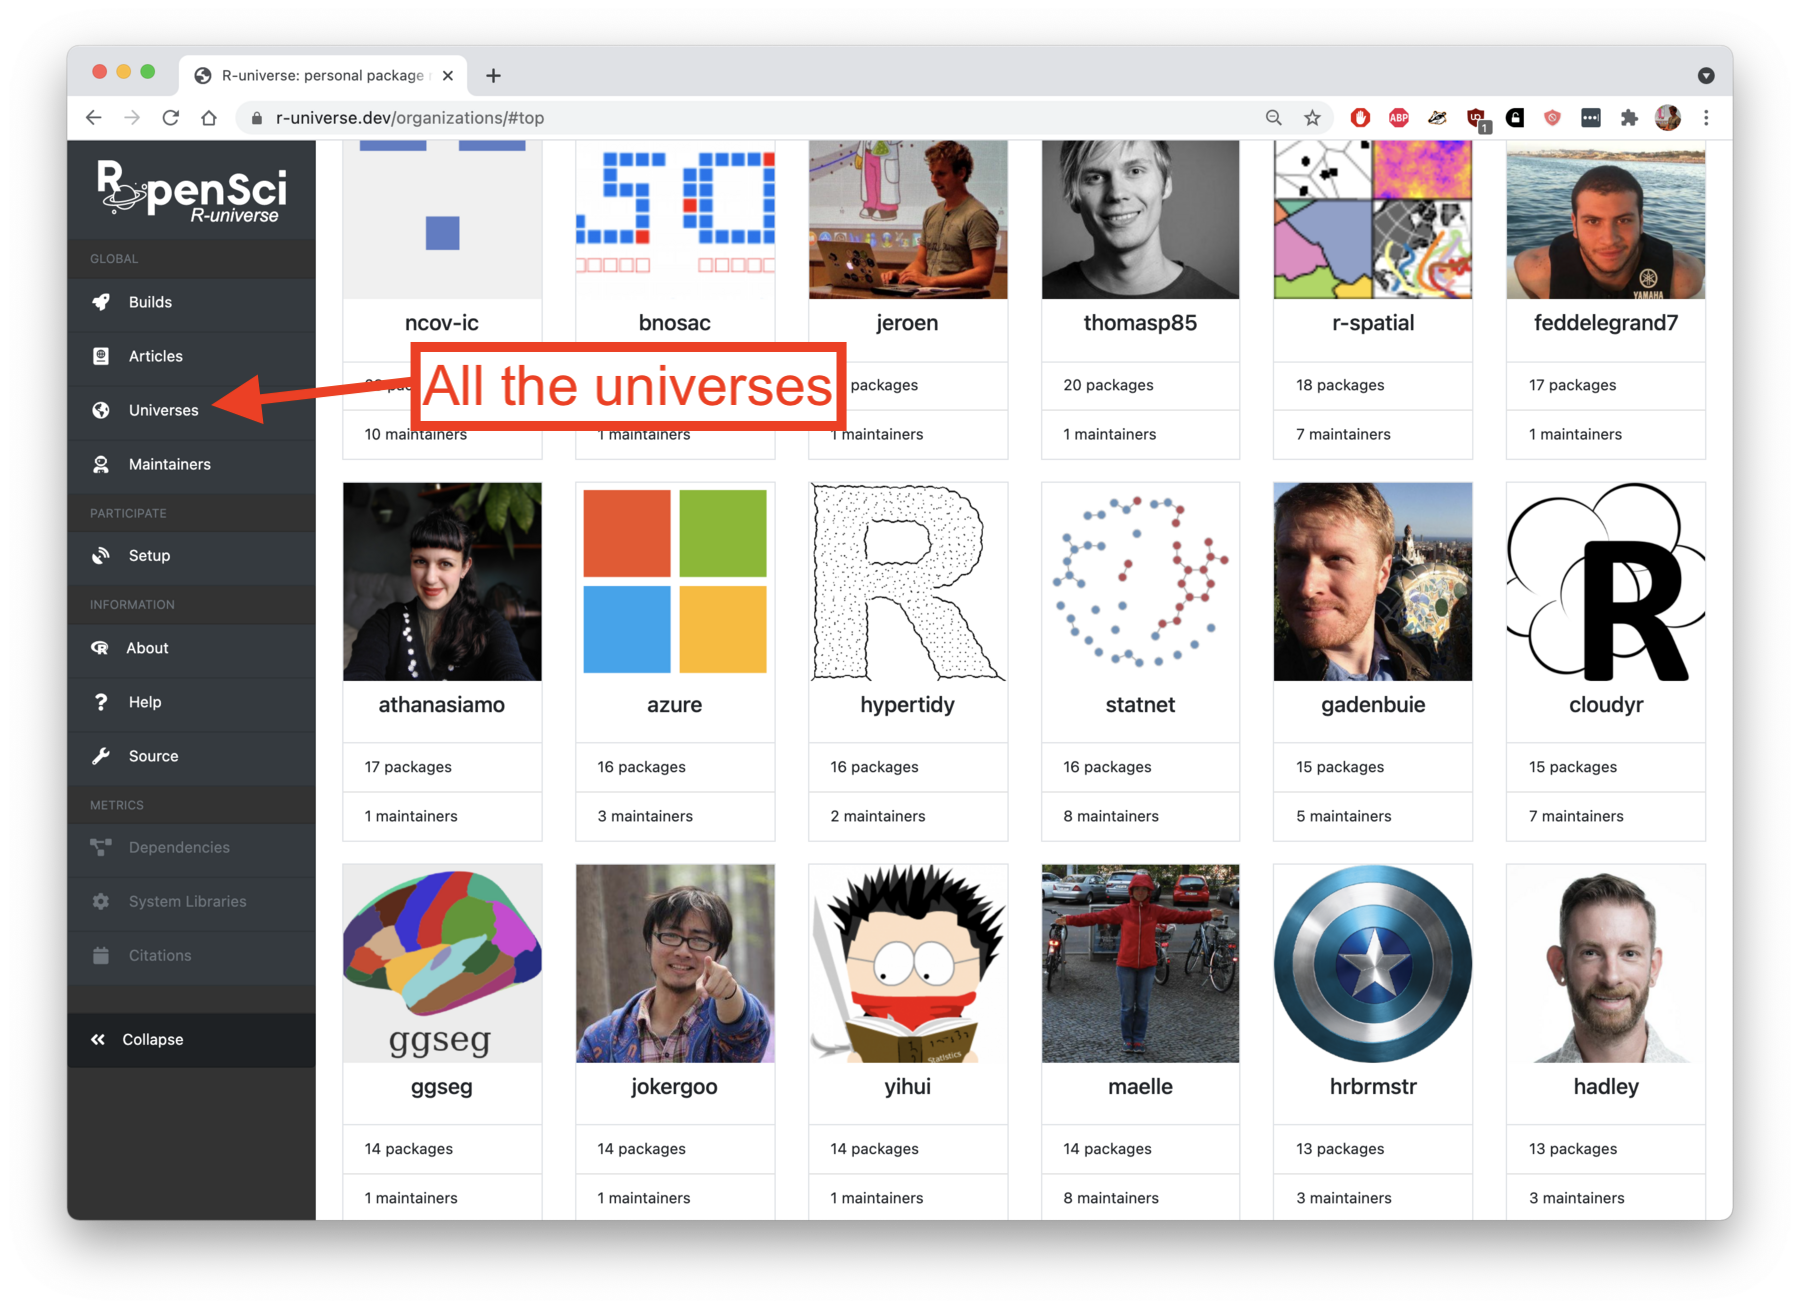 R-universe: personal package
r-universe.dev/organizations/#top
ABP
1
ROpenSci
R-universe
GLOBAL
Builds
Articles
Universes
Maintainers
PARTICIPATE
Setup
INFORMATION
About
Help
Source
METRICS
Dependencies
System Libraries
Citations
Collapse
YAMAHA
ncov-ic
bnosac
jeroen
thomasp85
r-spatial
feddelegrand7
All the universes
packages
20 packages
18 packages
17 packages
10 maintainers
1 maintainers
1 maintainers
1 maintainers
7 maintainers
1 maintainers
athanasiamo
azure
hypertidy
statnet
gadenbuie
cloudyr
17 packages
16 packages
16 packages
16 packages
15 packages
15 packages
1 maintainers
3 maintainers
2 maintainers
8 maintainers
5 maintainers
7 maintainers
ggseg
Statistics
ggseg
jokergoo
yihui
maelle
hrbrmstr
hadley
14 packages
14 packages
14 packages
14 packages
13 packages
13 packages
1 maintainers
1 maintainers
1 maintainers
8 maintainers
3 maintainers
3 maintainers